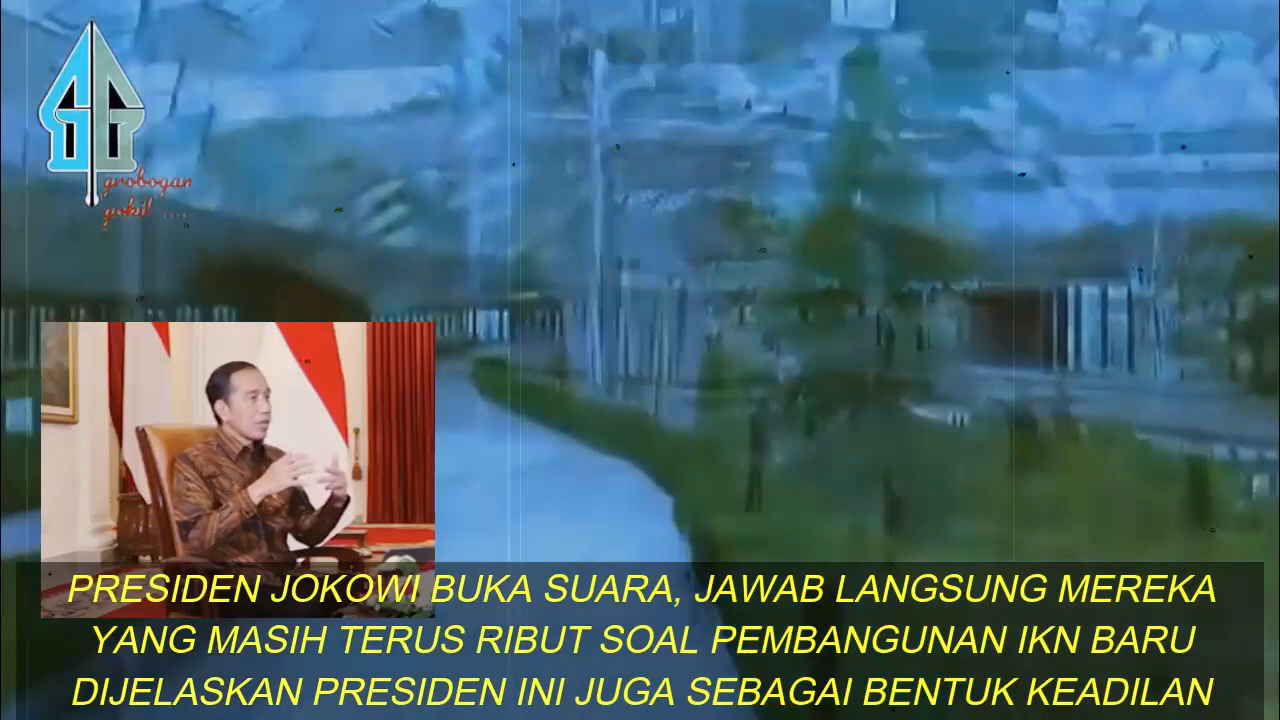 GG
grobogan
gokil ....
PRESIDEN JOKOWI BUKA SUARA, JAWAB LANGSUNG MEREKA
YANG MASIH TERUS RIBUT SOAL PEMBANGUNAN IKN BARU
DIJELASKAN PRESIDEN INI JUGA SEBAGAI BENTUK KEADILAN